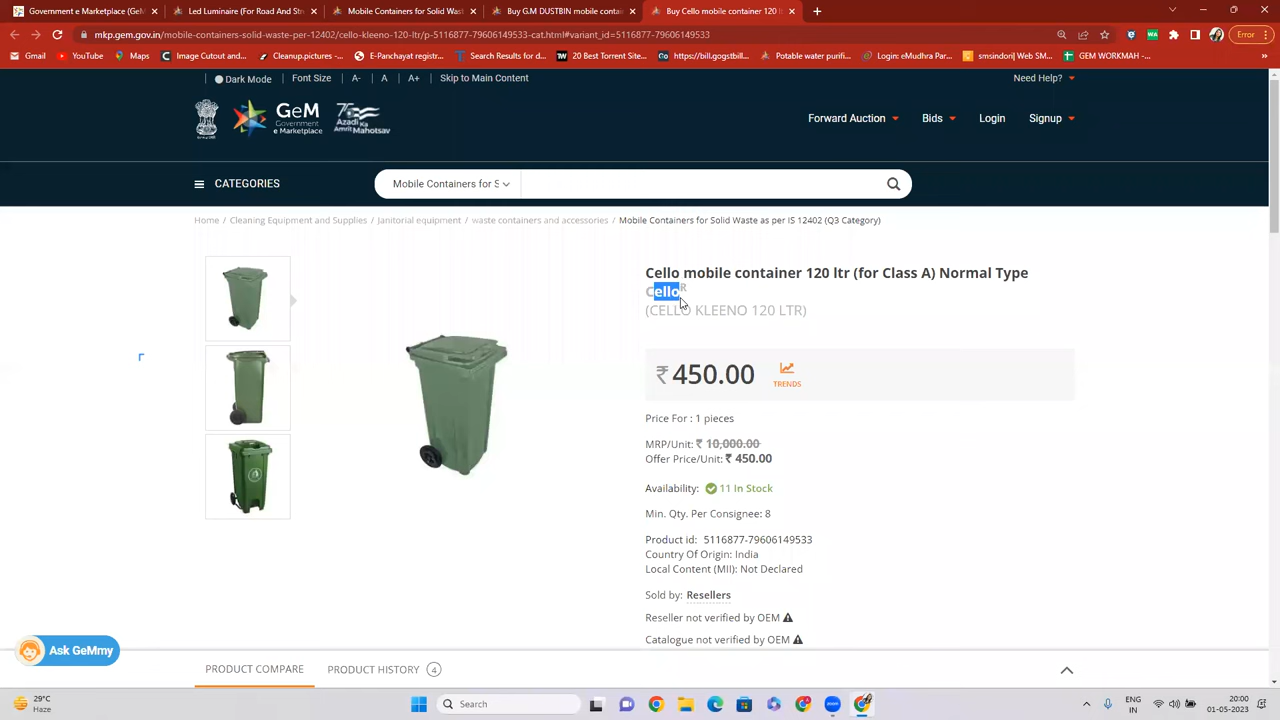 Government e Marketplace (GeM
Led Luminaire (For Road and Str
Mobile Containers for Solid Wast
Buy G.M DUSTBIN mobile contain
Buy Cello mobile container 120 lt
mkp.gem.gov.in/mobile-containers-solid-waste-per-12402/cello-kleeno-120-ltr/p-5116877-79606149533-cat.html#variant_id=5116877-79606149533
Error
Gmail
YouTube
Maps
Image Cutout and...
Cleanup.pictures -...
E-Panchayat registr...
Search Results for d...
20 Best Torrent Site...
https://bill.gogstbill...
Potable water purifi...
Login: eMudhra Par...
smsindori| Web SM...
GEM WORKMAH -...
Dark Mode
Font Size
A-
A
A+
Skip to Main Content
Need Help?
GeM
Government
e Marketplace
75
Azadi Ka
Amrit Mahotsav
Forward Auction
Bids
Login
Signup
CATEGORIES
Mobile Containers for S
Home / Cleaning Equipment and Supplies / Janitorial equipment / waste containers and accessories / Mobile Containers for Solid Waste as per IS 12402 (Q3 Category)
Cello mobile container 120 ltr (for Class A) Normal Type
Cello R
(CELLO KLEENO 120 LTR)
₹ 450.00
TRENDS
Price For : 1 pieces
MRP/Unit: ₹ 10,000.00
Offer Price/Unit: ₹ 450.00
Availability: 11 In Stock
Min. Qty. Per Consignee: 8
Product id: 5116877-79606149533
Country Of Origin: India
Local Content (MII): Not Declared
Sold by: Resellers
Reseller not verified by OEM
Catalogue not verified by OEM
Ask GeMmy
PRODUCT COMPARE
PRODUCT HISTORY 4
29°C
Haze
Search
ENG
IN
20:00
01-05-2023